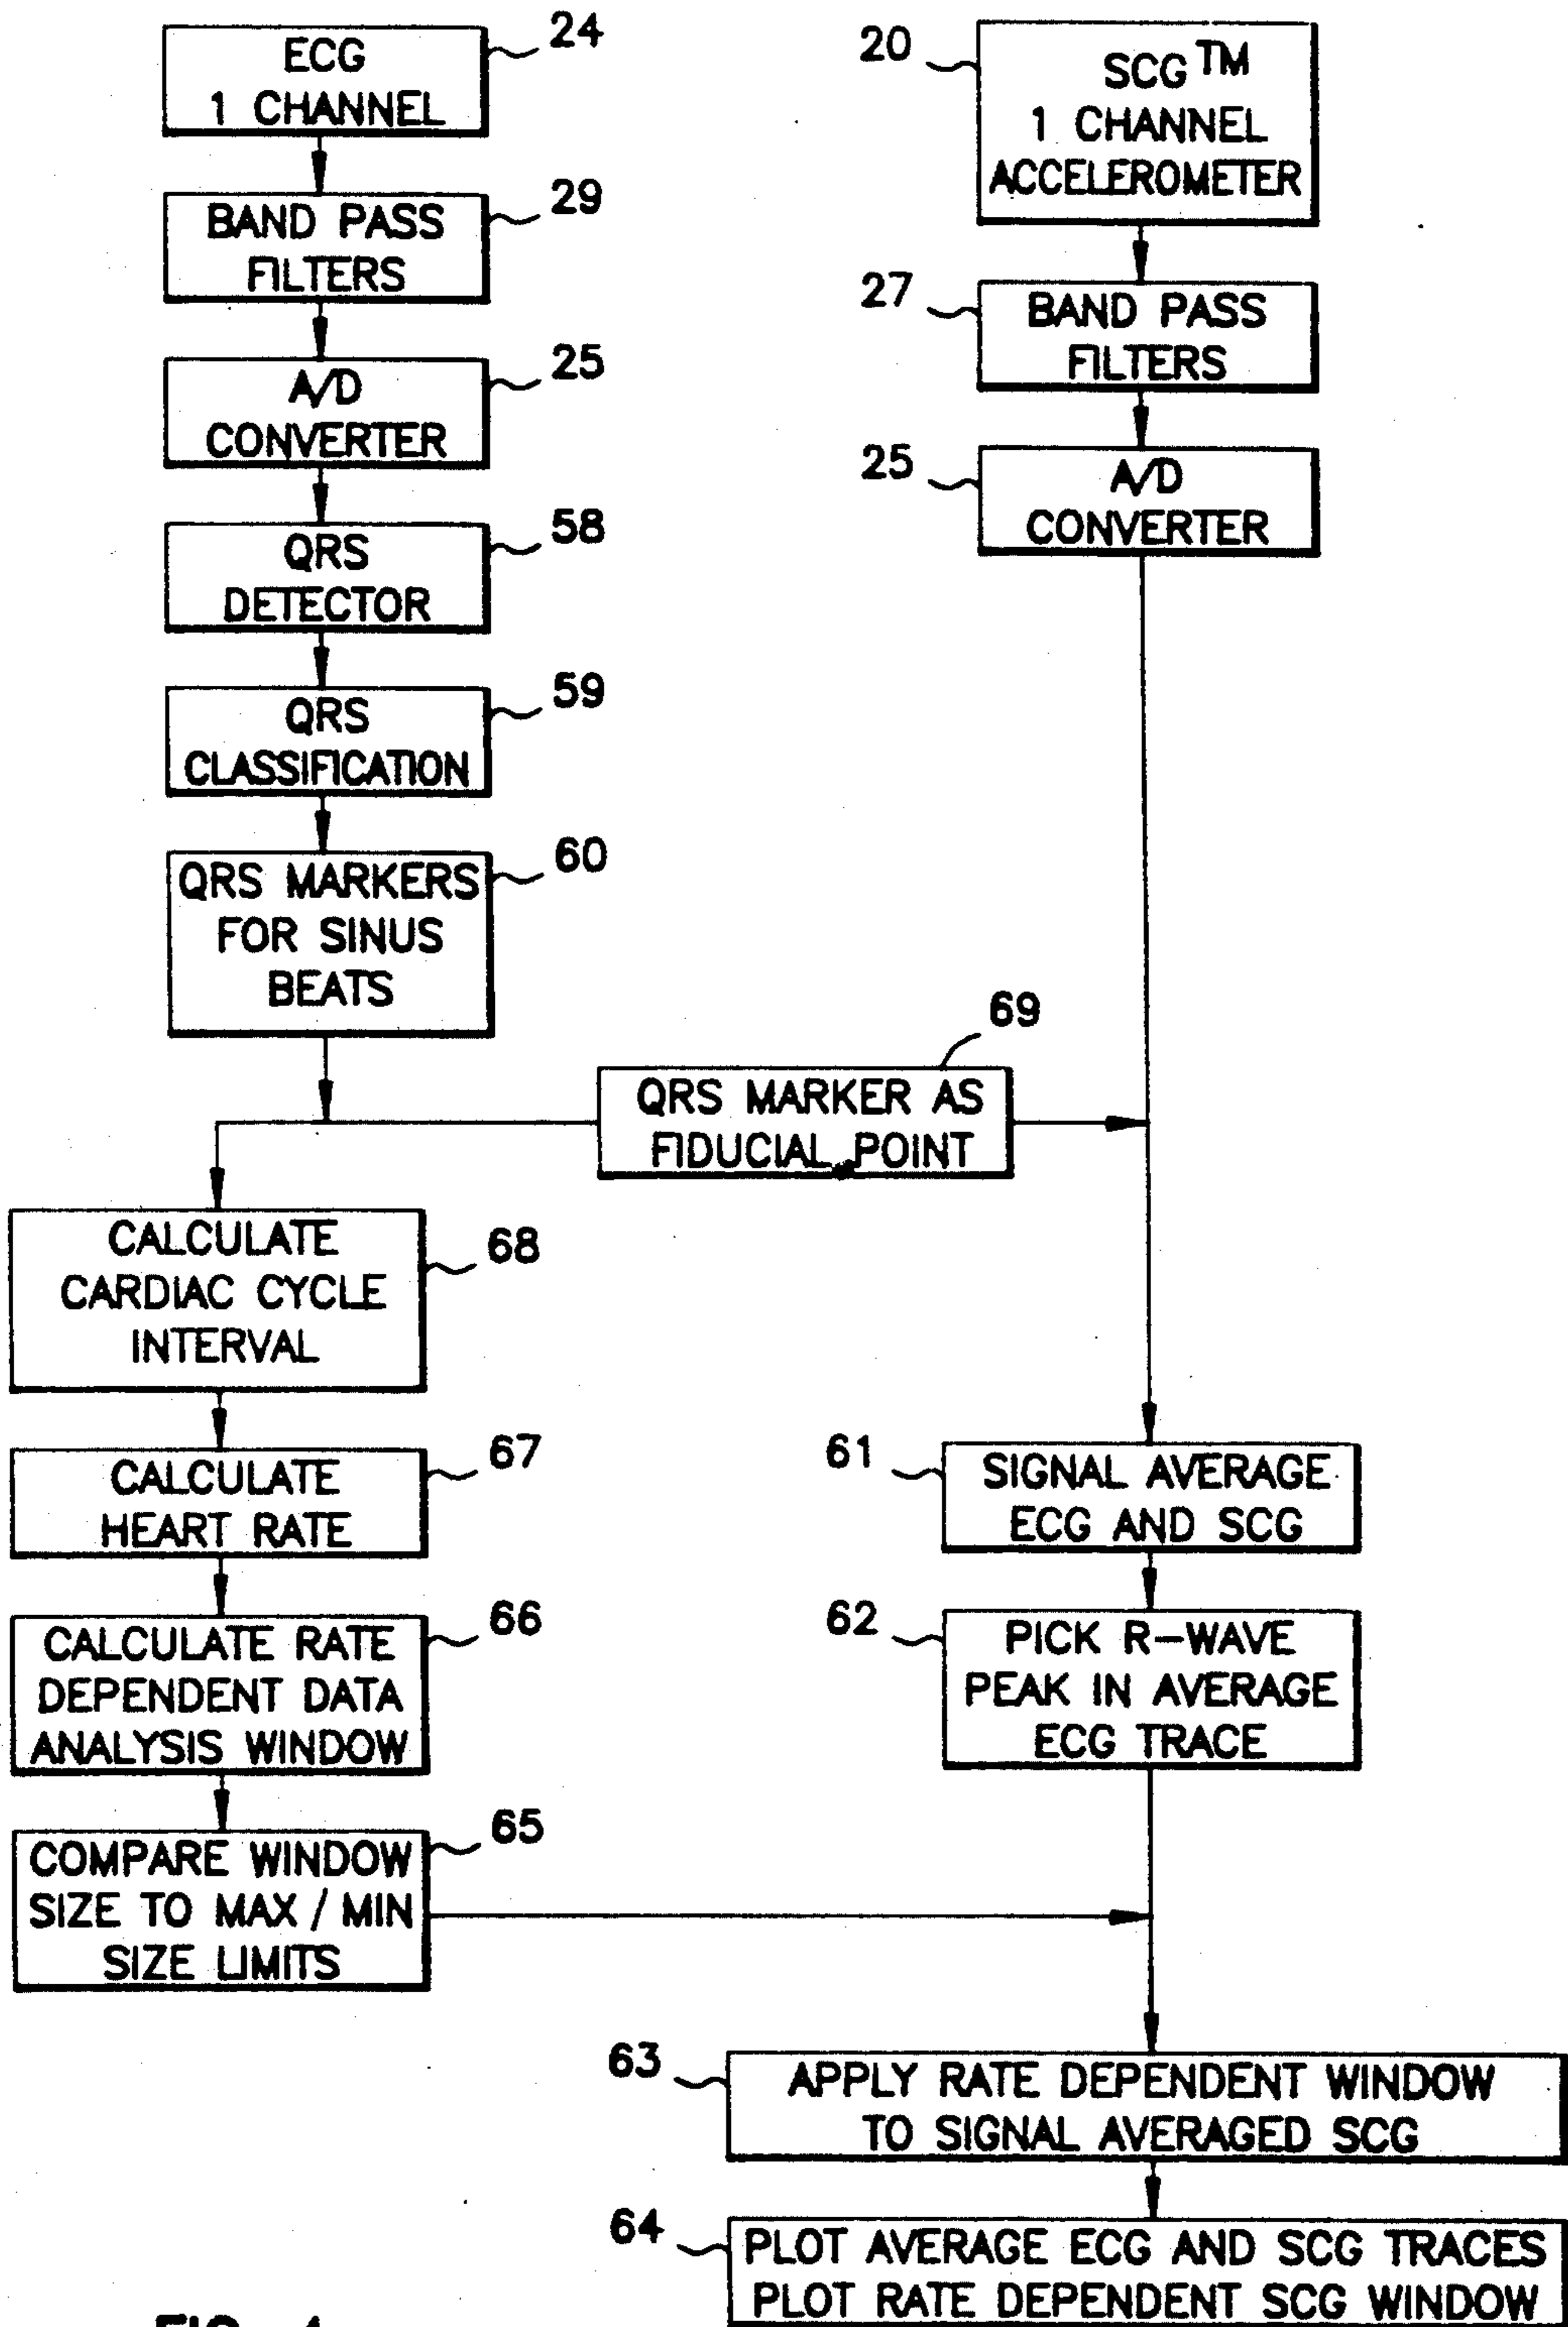 ECG
1 CHANNEL
24
BAND PASS
FILTERS
29
A/D
CONVERTER
25
QRS
DETECTOR
58
QRS
CLASSIFICATION
59
QRS MARKERS
FOR SINUS
BEATS
60
20
SCG™
1 CHANNEL
ACCELEROMETER
27
BAND PASS
FILTERS
25
A/D
CONVERTER
69
QRS MARKER AS
FIDUCIAL POINT
CALCULATE
CARDIAC CYCLE
INTERVAL
68
CALCULATE
HEART RATE
67
CALCULATE RATE
DEPENDENT DATA
ANALYSIS WINDOW
66
COMPARE WINDOW
SIZE TO MAX / MIN
SIZE LIMITS
65
61
SIGNAL AVERAGE
ECG AND SCG
62
PICK R-WAVE
PEAK IN AVERAGE
ECG TRACE
63
APPLY RATE DEPENDENT WINDOW
TO SIGNAL AVERAGED SCG
64
PLOT AVERAGE ECG AND SCG TRACES
PLOT RATE DEPENDENT SCG WINDOW